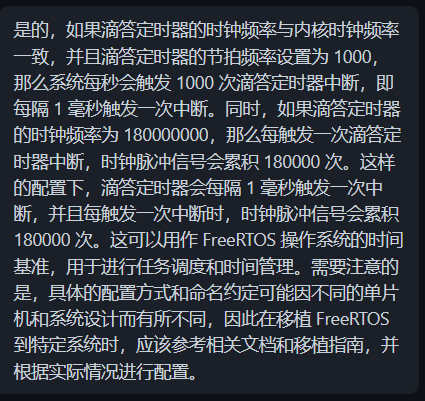 是的，如果滴答定时器的时钟频率与内核时钟频率
一致，并且滴答定时器的节拍频率设置为 1000，
那么系统每秒会触发 1000 次滴答定时器中断，即
每隔 1 毫秒触发一次中断。同时，如果滴答定时器
的时钟频率为 180000000，那么每触发一次滴答定
时器中断，时钟脉冲信号会累积 180000 次。这样
的配置下，滴答定时器会每隔 1 毫秒触发一次中
断，并且每触发一次中断时，时钟脉冲信号会累积
180000 次。这可以用作 FreeRTOS 操作系统的时间
基准，用于进行任务调度和时间管理。需要注意的
是，具体的配置方式和命名约定可能因不同的单片
机和系统设计而有所不同，因此在移植 FreeRTOS
到特定系统时，应该参考相关文档和移植指南，并
根据实际情况进行配置。